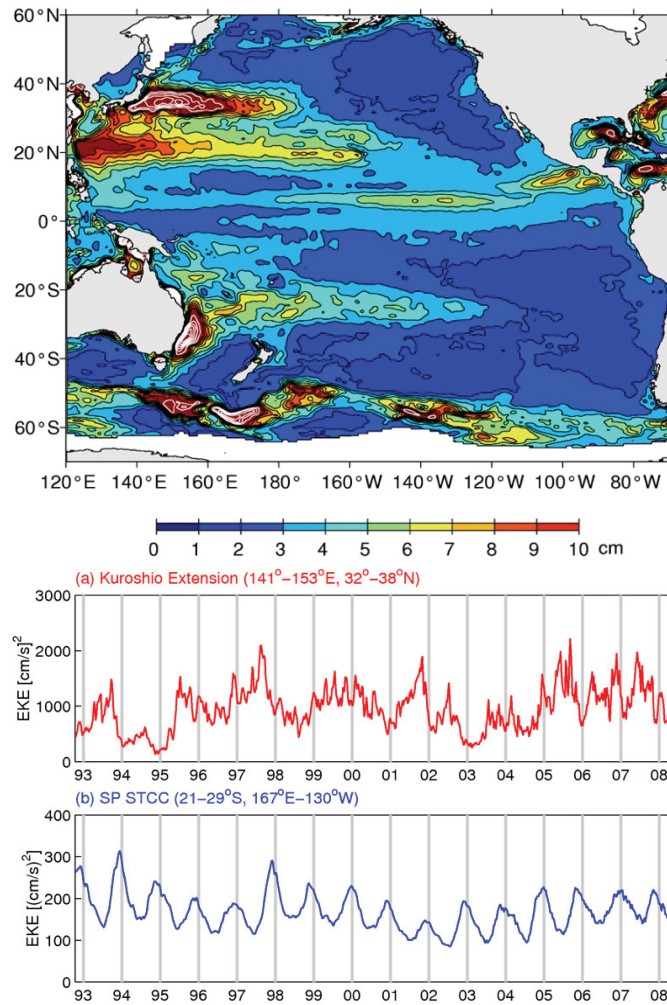 60°N
40°N
20°N
0°
20°S
40°S
60°S
120°E 140°E 160°E 180° 160°W 140°W 120°W 100°W 80°W
0 1 2 3 4 5 6 7 8 9 10 cm
(a) Kuroshio Extension (141°–153°E, 32°–38°N)
EKE [cm/s]²
3000
2000
1000
0
93 94 95 96 97 98 99 00 01 02 03 04 05 06 07 08
(b) SP STCC (21–29°S, 167°E–130°W)
EKE [(cm/s)²]
400
300
200
100
0
93 94 95 96 97 98 99 00 01 02 03 04 05 06 07 08